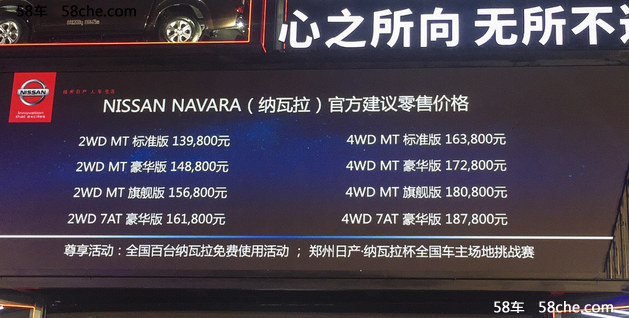 58车 58che.com
心之所向 无所不
NISSAN
Innovation
that excites
NISSAN NAVARA（纳瓦拉）官方建议零售价格
2WD MT 标准版 139,800元
4WD MT 标准版 163,800元
2WD MT 豪华版 148,800元
4WD MT 豪华版 172,800元
2WD MT 旗舰版 156,800元
4WD MT 旗舰版 180,800元
2WD 7AT 豪华版 161,800元
4WD 7AT 豪华版 187,800元
尊享活动：全国百台纳瓦拉免费使用活动 ；郑州日产·纳瓦拉杯全国车主场地挑战赛
58车 58che.com